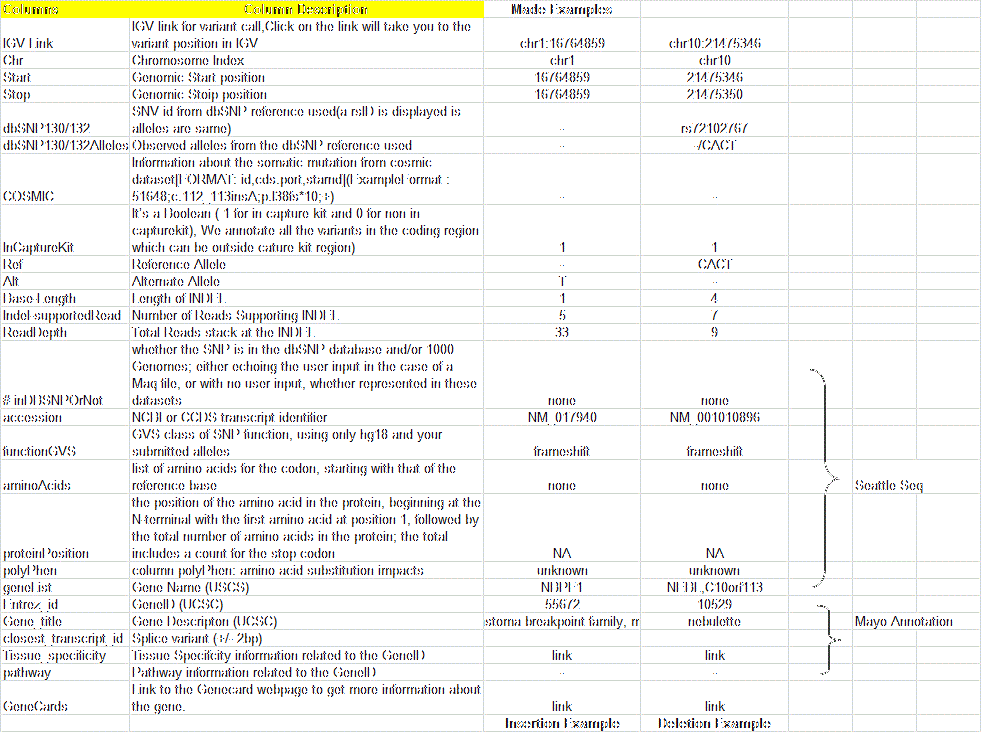 Columns Column Description Made Examples
IGV link for variant call,Click on the link will take you to the
IGV Link variant position in IGV chr1:16764859 chr10:21475346
Chr Chromosome Index chr1 chr10
Start Genomic Start position 16764859 21475346
Stop Genomic Stoip position 16764859 21475350
SNV id from dbSNP reference used(a rsID is displayed is
dbSNP130/132 alleles are same) - rs72102767
dbSNP130/132Alleles Observed alleles from the dbSNP reference used - -/CACT
Information about the somatic mutation from cosmic
dataset[FORMAT: id,cds,port,starnd](ExampleFormat :
COSMIC 51648;c.112_113insA;p.I38fs*10;+) - -
It's a Boolean ( 1 for in capture kit and 0 for non in
capturekit), We annotate all the variants in the coding region
InCaptureKit which can be outside cature kit region) 1 1
Ref Reference Allele - CACT
Alt Alternate Allele T -
Base-Length Length of INDEL 1 4
Indel-supportedRead Number of Reads Supporting INDEL 5 7
ReadDepth Total Reads stack at the INDEL 33 9
whether the SNP is in the dbSNP database and/or 1000
Genomes; either echoing the user input in the case of a
Maq file, or with no user input, whether represented in these
# inDBSNPOrNot datasets none none
accession NCBI or CCDS transcript identifier NM_017940 NM_001010896
GVS class of SNP function, using only hg18 and your
functionGVS submitted alleles frameshift frameshift
list of amino acids for the codon, starting with that of the
aminoAcids reference base none none Seattle Seq
the position of the amino acid in the protein, beginning at the
N-terminal with the first amino acid at position 1, followed by
the total number of amino acids in the protein; the total
proteinPosition includes a count for the stop codon NA NA
polyPhen column polyPhen: amino acid substitution impacts unknown unknown
geneList Gene Name (USCS) NBPF1 NEBL,C10orf113
Entrez_id GeneID (UCSC) 55672 10529
Gene_title Gene Descripton (UCSC) stoma breakpoint family, m nebulette Mayo Annotation
closest_transcript_id Splice variant (+/- 2bp)
Tissue_specificity Tissue Specificity information related to the GeneID link link
pathway Pathway information related to the GeneID - -
Link to the Genecard webpage to get more information about
GeneCards the gene. link link
Insertion Example Deletion Example